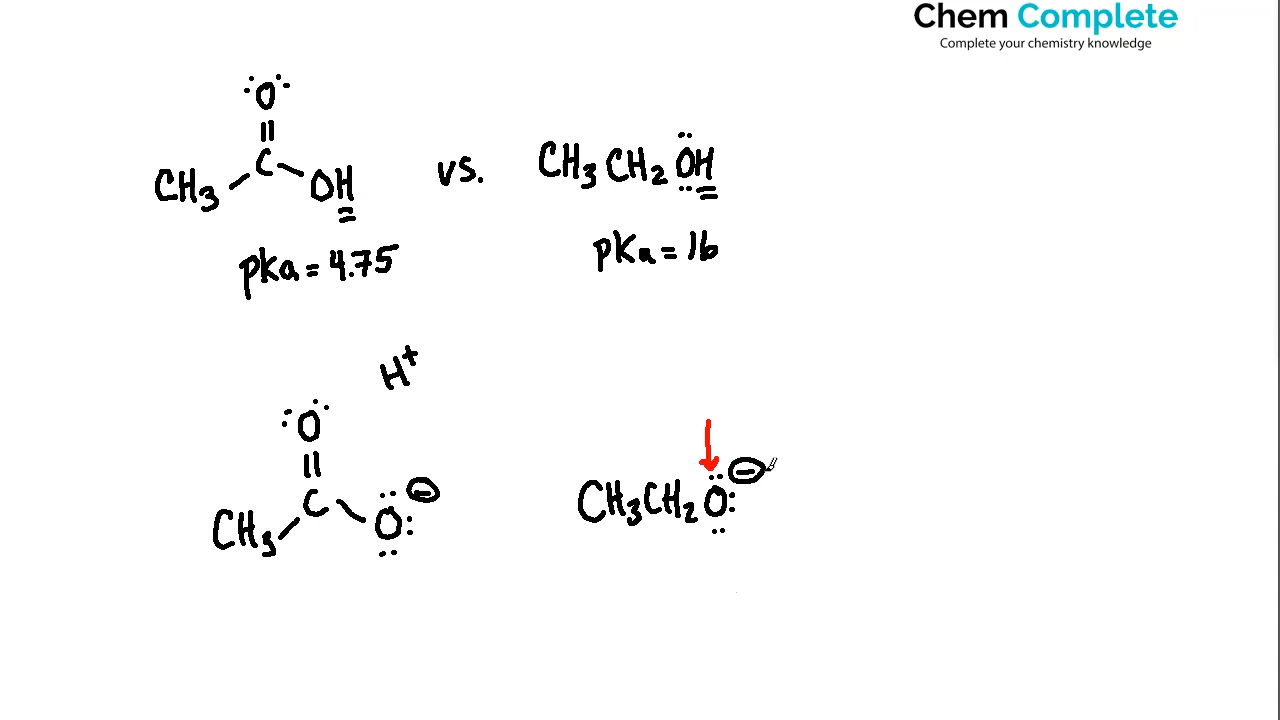 Chem Complete
Complete your chemistry knowledge
:O:
CH3 C OH vs. CH3CH2OH
pKa = 4.75 pKa = 16
H+
:O:
CH3 C O: − CH3CH2O: −